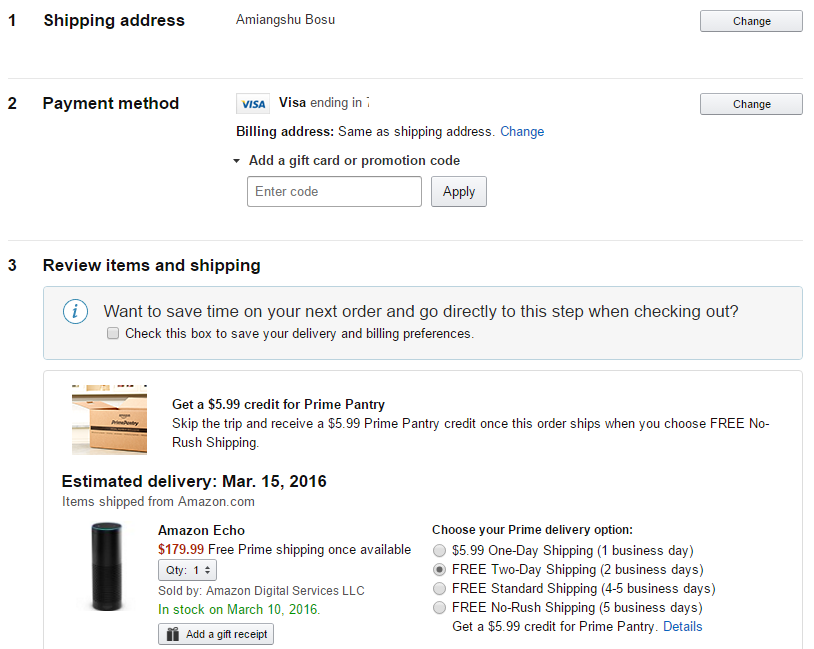 1 Shipping address Amiangshu Bosu Change
2 Payment method VISA Visa ending in Change
Billing address: Same as shipping address. Change
Add a gift card or promotion code
Enter code Apply
3 Review items and shipping
i Want to save time on your next order and go directly to this step when checking out?
Check this box to save your delivery and billing preferences.
Get a $5.99 credit for Prime Pantry
Skip the trip and receive a $5.99 Prime Pantry credit once this order ships when you choose FREE No-
Rush Shipping.
PrimePantry
Estimated delivery: Mar. 15, 2016
Items shipped from Amazon.com
Amazon Echo
$179.99 Free Prime shipping once available
Qty: 1
Sold by: Amazon Digital Services LLC
In stock on March 10, 2016.
Add a gift receipt
Choose your Prime delivery option:
$5.99 One-Day Shipping (1 business day)
FREE Two-Day Shipping (2 business days)
FREE Standard Shipping (4-5 business days)
FREE No-Rush Shipping (5 business days)
Get a $5.99 credit for Prime Pantry. Details